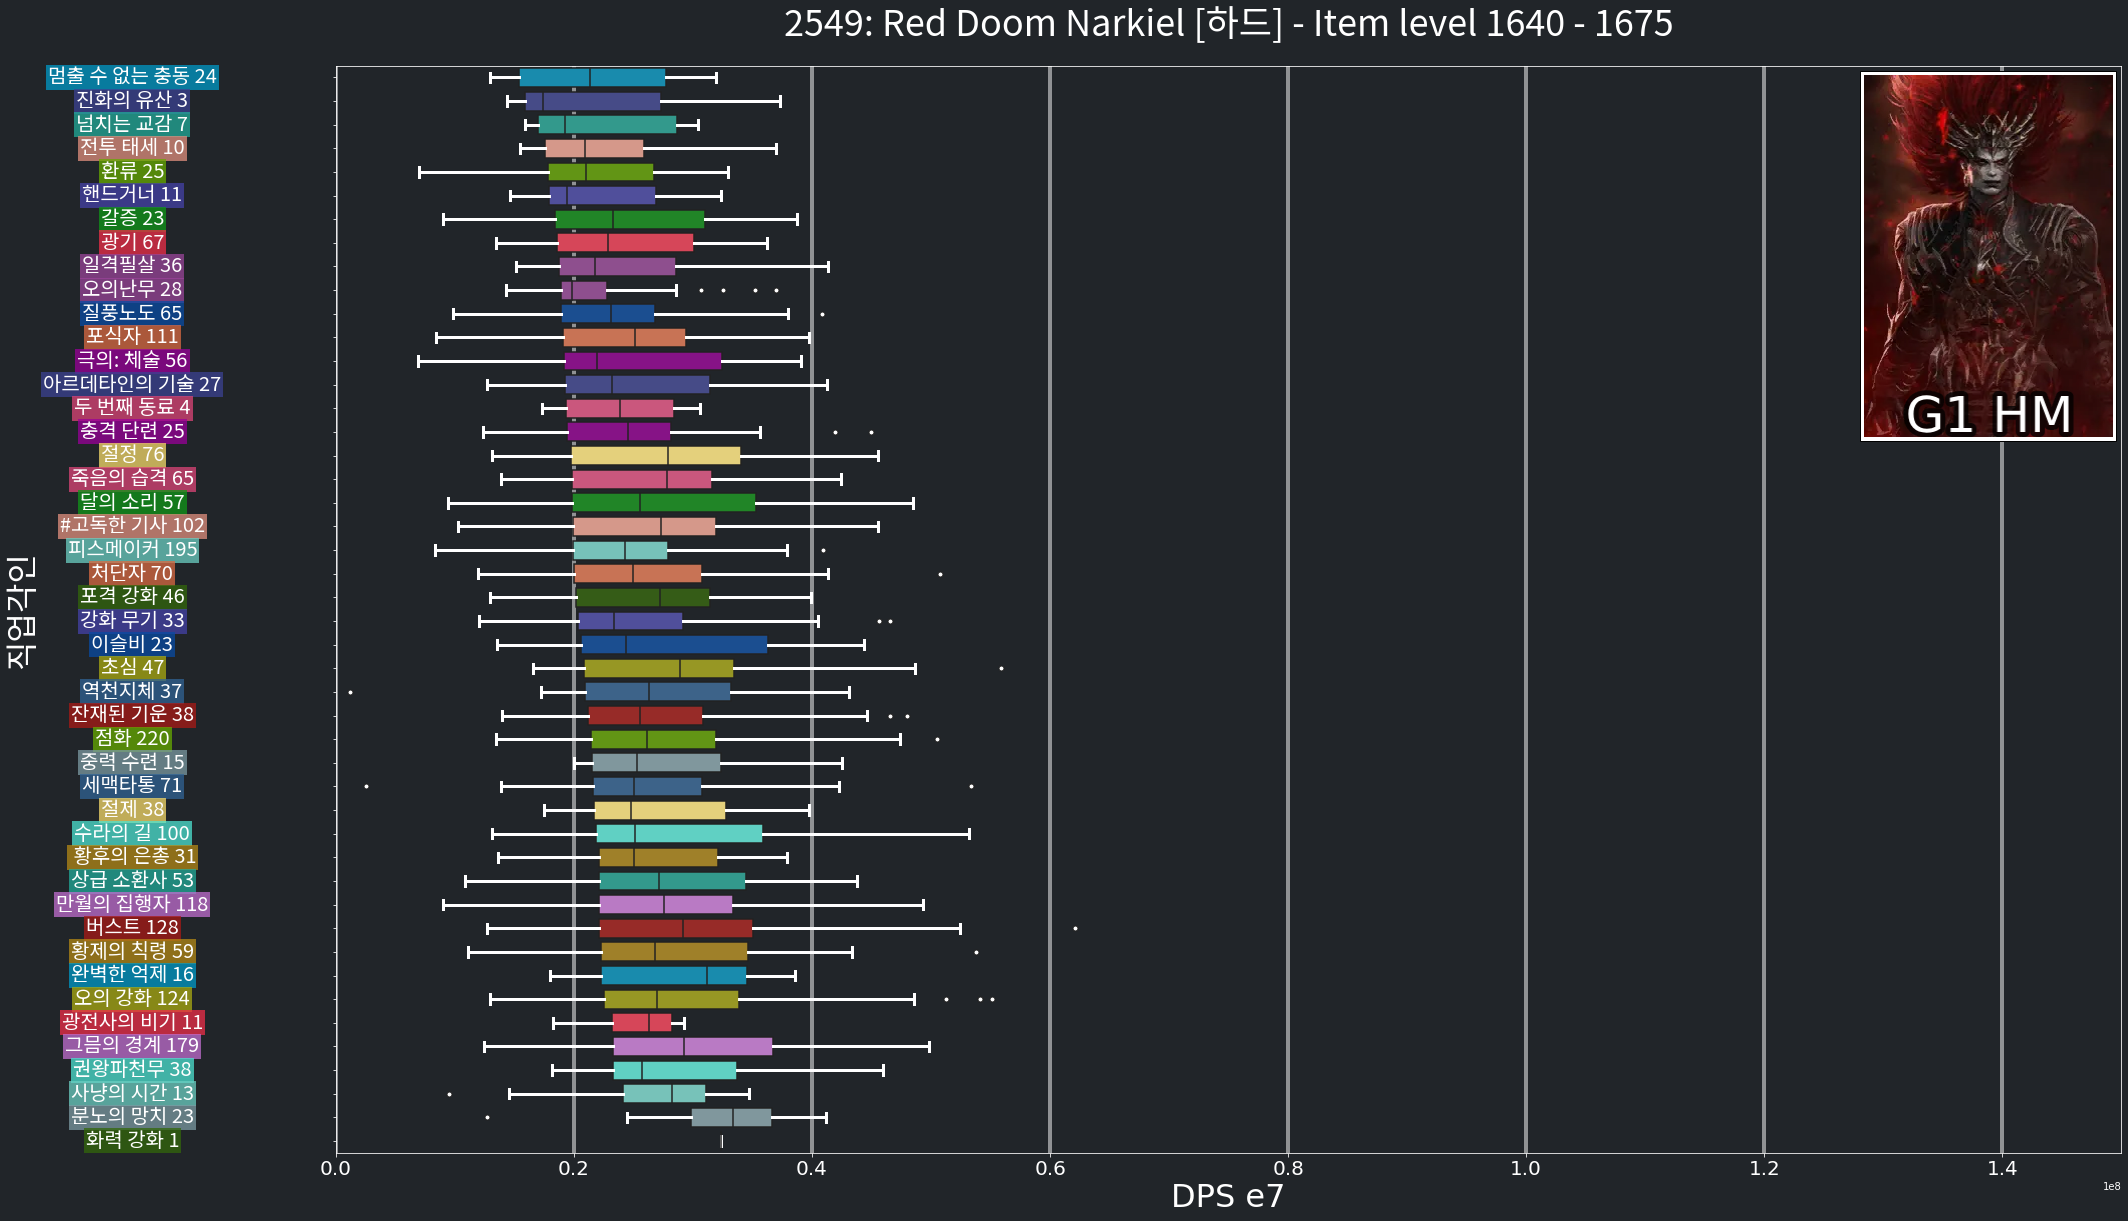 2549: Red Doom Narkiel [하드] - Item level 1640 - 1675
멈출 수 없는 충동 24
진화의 유산 3
넘치는 교감 7
전투 태세 10
환류 25
핸드거너 11
갈증 23
광기 67
일격필살 36
오의난무 28
질풍노도 65
포식자 111
극의: 체술 56
아르데타인의 기술 27
두 번째 동료 4
충격 단련 25
절정 76
죽음의 습격 65
달의 소리 57
#고독한 기사 102
피스메이커 195
처단자 70
포격 강화 46
강화 무기 33
이슬비 23
초심 47
역천지체 37
잔재된 기운 38
점화 220
중력 수련 15
세맥타통 71
절제 38
수라의 길 100
황후의 은총 31
상급 소환사 53
만월의 집행자 118
버스트 128
황제의 칙령 59
완벽한 억제 16
오의 강화 124
광전사의 비기 11
그믐의 경계 179
권왕파천무 38
사냥의 시간 13
분노의 망치 23
화력 강화 1
직업각인
G1 HM
0.0 0.2 0.4 0.6 0.8 1.0 1.2 1.4
1e8
DPS e7